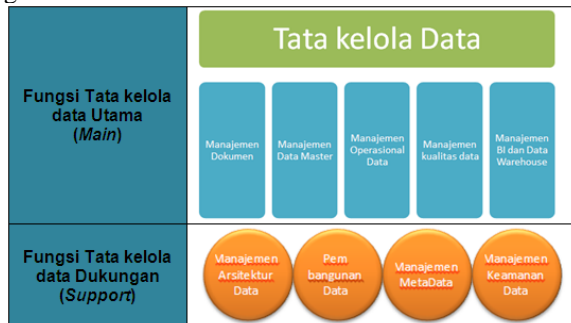 Tata kelola Data
Fungsi Tata kelola
data Utama
(Main)
Manajemen
Dokumen
Manajemen
Data Master
Manajemen
Operasional
Data
Manajemen
kualitas data
Manajemen
BI dan Data
Warehouse
Fungsi Tata kelola
data Dukungan
(Support)
Manajemen
Arsitektur
Data
Pem
bangunan
Data
Manajemen
MetaData
Manajemen
Keamanan
Data